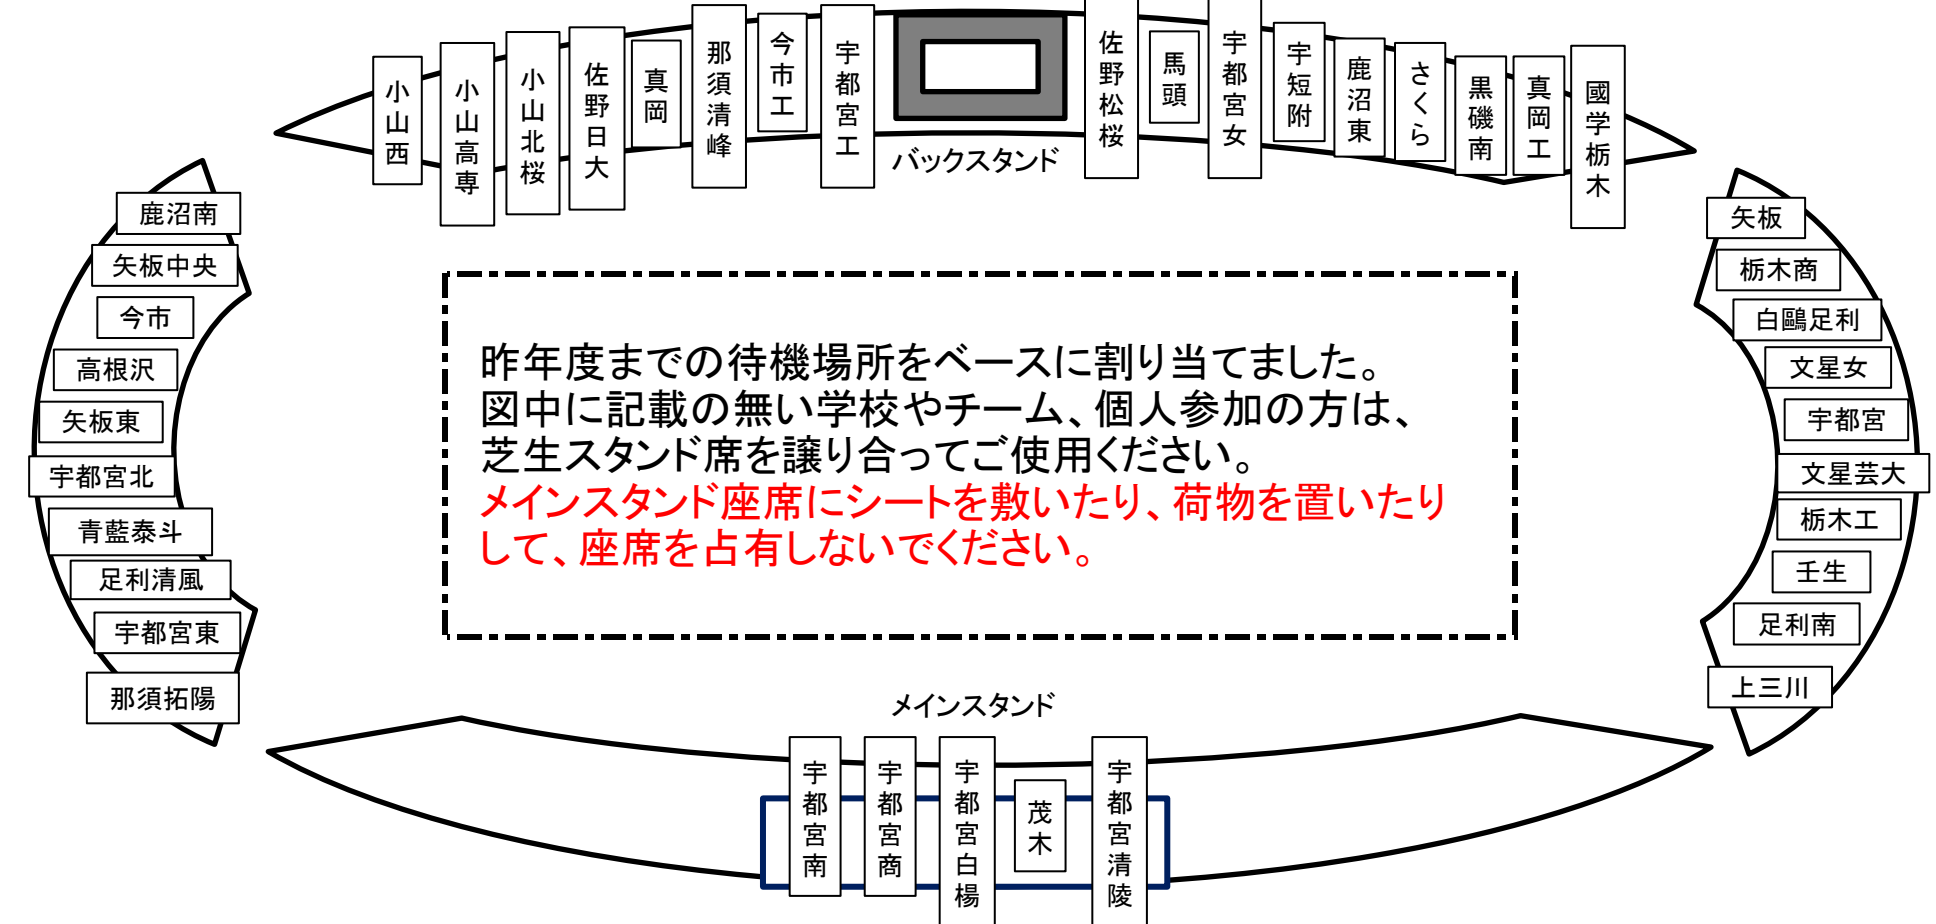 小山西
小山高専
小山北桜
佐野日大
真岡
那須清峰
今市工
宇都宮工
佐野松桜
馬頭
宇都宮女
宇短附
鹿沼東
さくら
黒磯南
真岡工
國学栃木
バックスタンド
鹿沼南
矢板中央
今市
高根沢
矢板東
宇都宮北
青藍泰斗
足利清風
宇都宮東
那須拓陽
昨年度までの待機場所をベースに割り当てました。
図中に記載の無い学校やチーム、個人参加の方は、
芝生スタンド席を譲り合ってご使用ください。
メインスタンド座席にシートを敷いたり、荷物を置いたり
して、座席を占有しないでください。
矢板
栃木商
白鷗足利
文星女
宇都宮
文星芸大
栃木工
壬生
足利南
上三川
メインスタンド
宇都宮南
宇都宮商
宇都宮白楊
茂木
宇都宮清陵